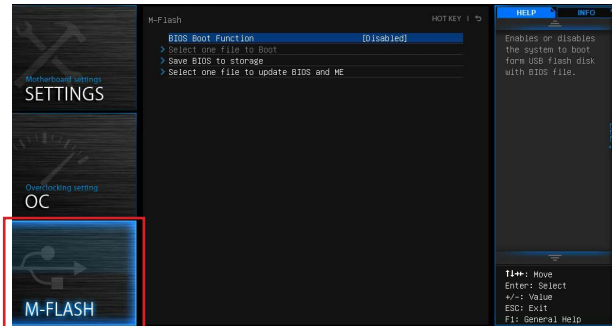 Motherboard settings
SETTINGS
Overclocking setting
OC
M-FLASH
M-Flash
HOT KEY
BIOS Boot Function [Disabled]
Select one file to Boot
Save BIOS to storage
Select one file to update BIOS and ME
HELP
INFO
Enables or disables
the system to boot
form USB flash disk
with BIOS file.
↑↓→←: Move
Enter: Select
+/-: Value
ESC: Exit
F1: General Help